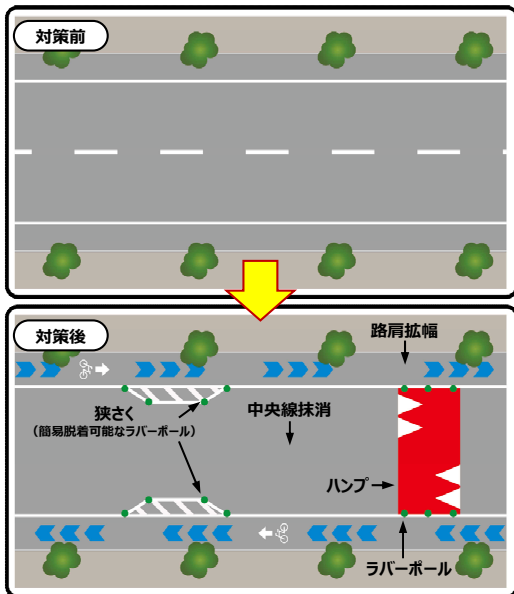 対策前
対策後
路肩拡幅
狭さく
(簡易脱着可能なラバーポール)
中央線抹消
ハンプ
ラバーポール